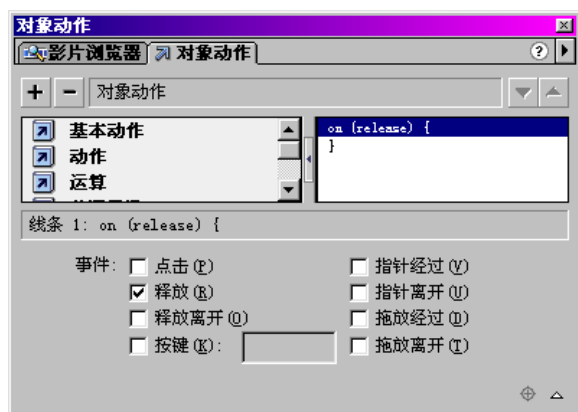 对象动作
影片浏览器 对象动作
+ - 对象动作
基本动作
动作
运算
on (release) {
}
线条 1: on (release) {
事件: 点击(P) 指针经过(V)
释放(R) 指针离开(U)
释放离开(O) 拖放经过(D)
按键(K): 拖放离开(T)